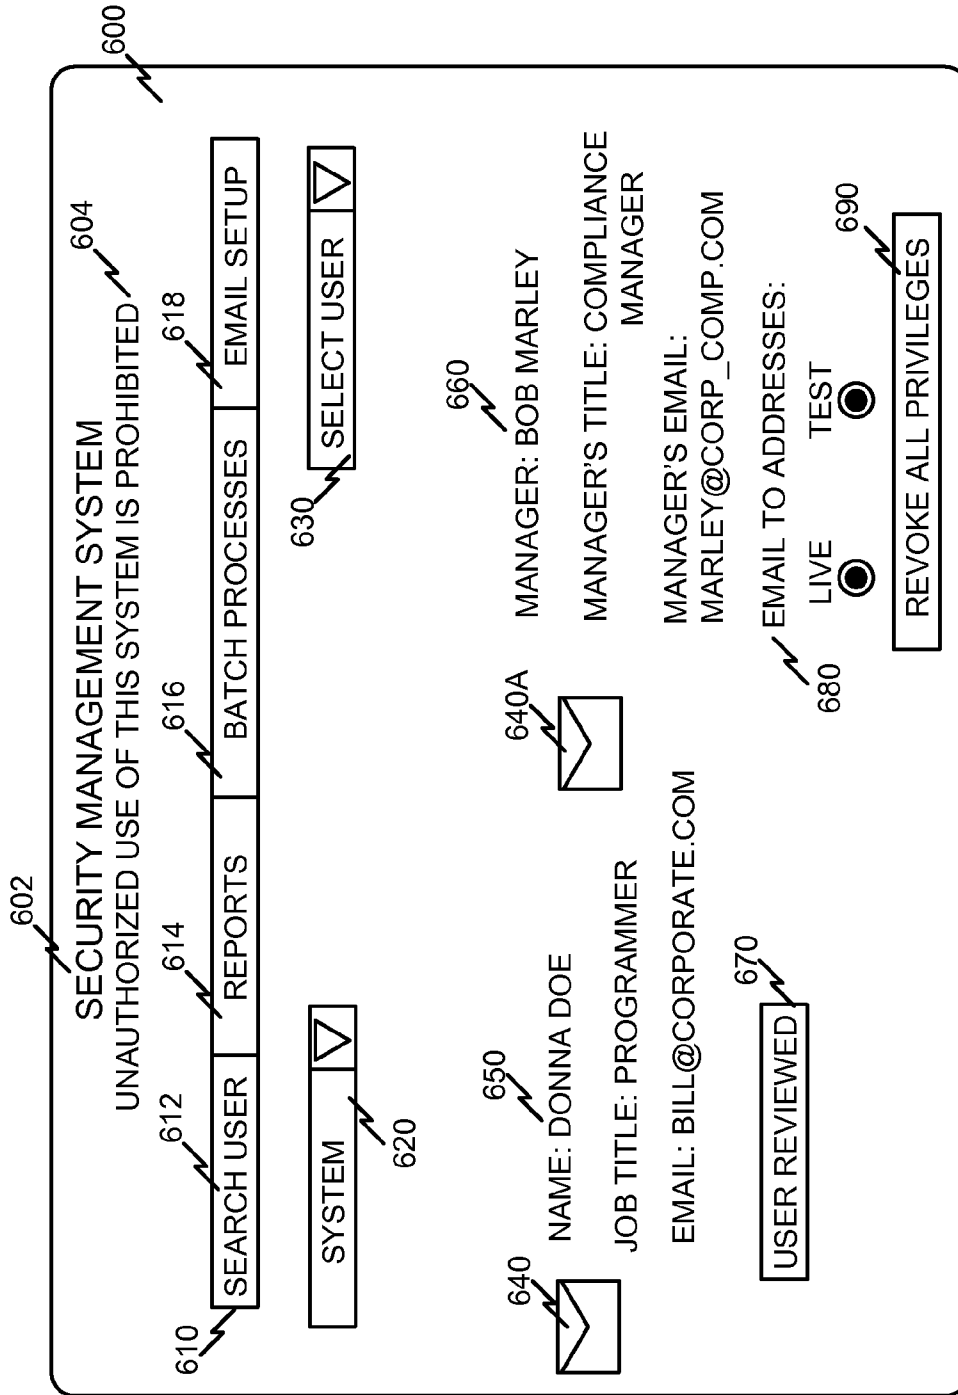 600
602
SECURITY MANAGEMENT SYSTEM
604
UNAUTHORIZED USE OF THIS SYSTEM IS PROHIBITED
612
614
616
618
SEARCH USER
REPORTS
BATCH PROCESSES
EMAIL SETUP
610
SYSTEM
SELECT USER
620
630
640
650
640A
660
NAME: DONNA DOE
MANAGER: BOB MARLEY
JOB TITLE: PROGRAMMER
MANAGER'S TITLE: COMPLIANCE
MANAGER
EMAIL: BILL@CORPORATE.COM
MANAGER'S EMAIL:
MARLEY@CORP_COMP.COM
670
USER REVIEWED
EMAIL TO ADDRESSES:
680
LIVE
TEST
690
REVOKE ALL PRIVILEGES